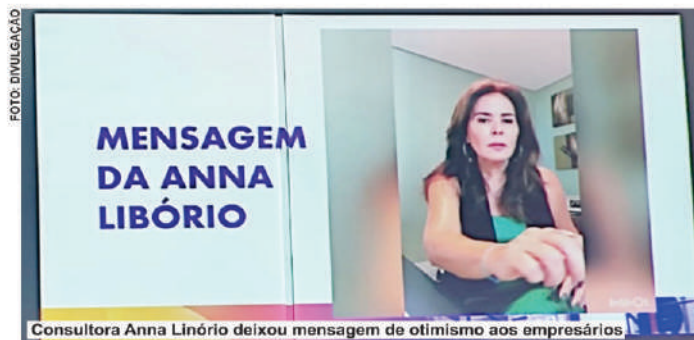 FOTO: DIVULGAÇÃO
MENSAGEM
DA ANNA
LIBÓRIO
Consultora Anna Linório deixou mensagem de otimismo aos empresários